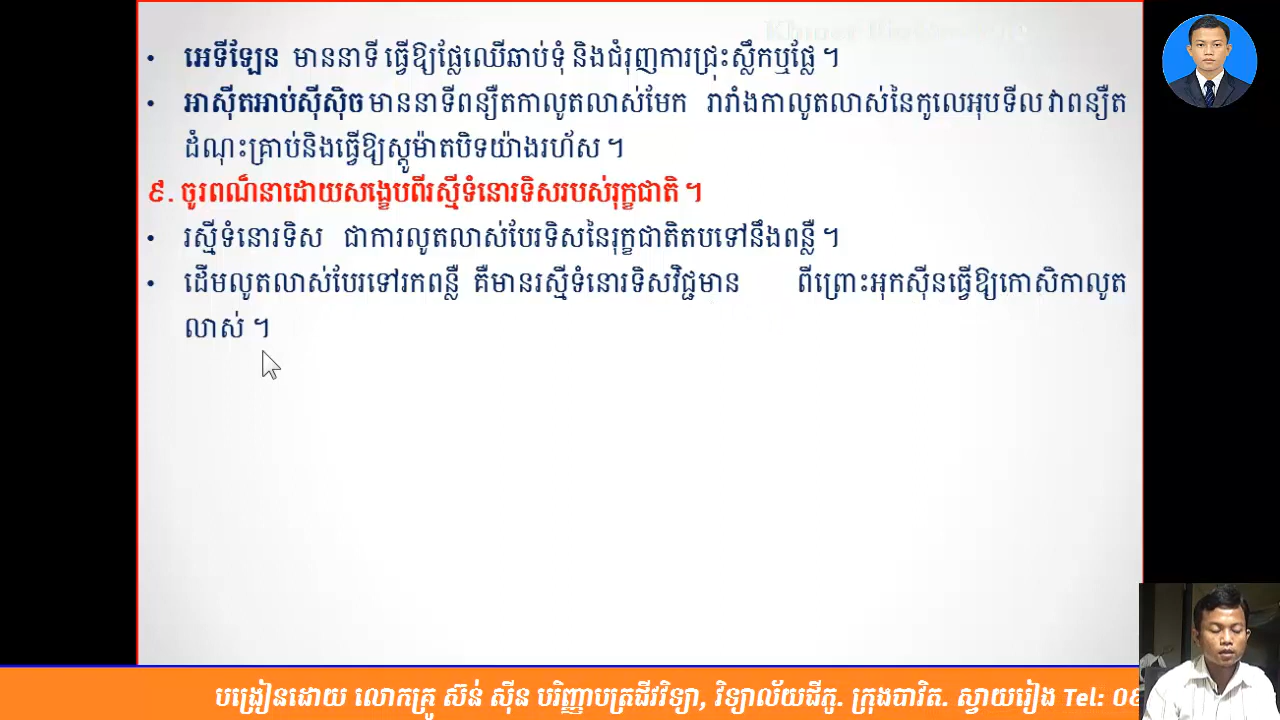 • អេទីឡែន មាននាទី ធ្វើឱ្យផ្លែឈើឆាប់ទុំ និងជំរុញការជ្រុះស្លឹកឬផ្លែ ។
• អាស៊ីតអាប់ស៊ីស៊ិច មាននាទីពន្យឺតកាលូតលាស់មែក រារាំងកាលូតលាស់នៃកូលេអុបទីល វាពន្យឺត
ដំណុះគ្រាប់និងធ្វើឱ្យស្តូម៉ាតបិទយ៉ាងរហ័ស ។
៩. ចូរពណ៌នាដោយសង្ខេបពីរស្មីទំនោរទិសរបស់រុក្ខជាតិ ។
• រស្មីទំនោរទិស ជាការលូតលាស់បែរទិសនៃរុក្ខជាតិតបទៅនឹងពន្លឺ ។
• ដើមលូតលាស់បែរទៅរកពន្លឺ គឺមានរស្មីទំនោរទិសវិជ្ជមាន ពីព្រោះអុកស៊ីនធ្វើឱ្យកោសិកាលូត
លាស់ ។
បង្រៀនដោយ លោកគ្រូ ស៊ន់ ស៊ីន បរិញ្ញាបត្រជីវវិទ្យា, វិទ្យាល័យជីភូ. ក្រុងបាវិត. ស្វាយរៀង Tel: 0